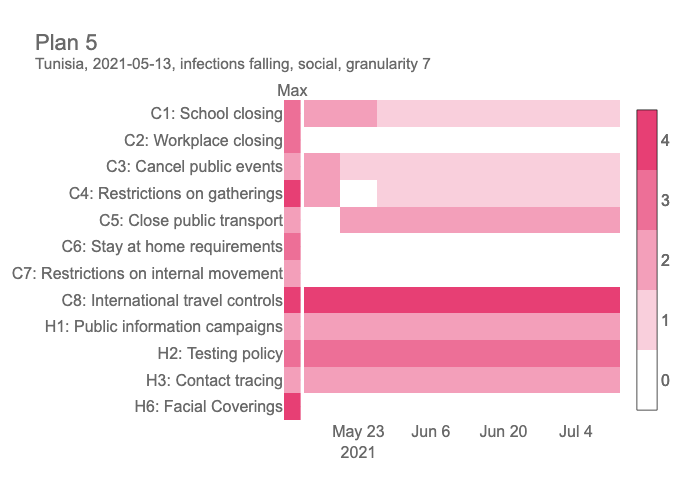 Plan 5
Tunisia, 2021-05-13, infections falling, social, granularity 7
Max
C1: School closing
C2: Workplace closing
C3: Cancel public events
C4: Restrictions on gatherings
C5: Close public transport
C6: Stay at home requirements
C7: Restrictions on internal movement
C8: International travel controls
H1: Public information campaigns
H2: Testing policy
H3: Contact tracing
H6: Facial Coverings
4
3
2
1
0
May 23 Jun 6 Jun 20 Jul 4
2021